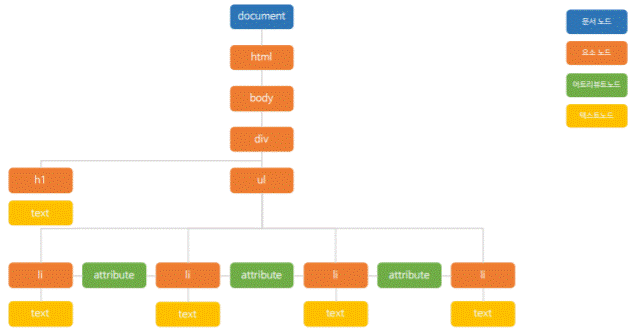 document
문서 노드
html
요소 노드
body
어트리뷰트노드
텍스트노드
div
h1
ul
text
li
attribute
li
attribute
li
attribute
li
text
text
text
text